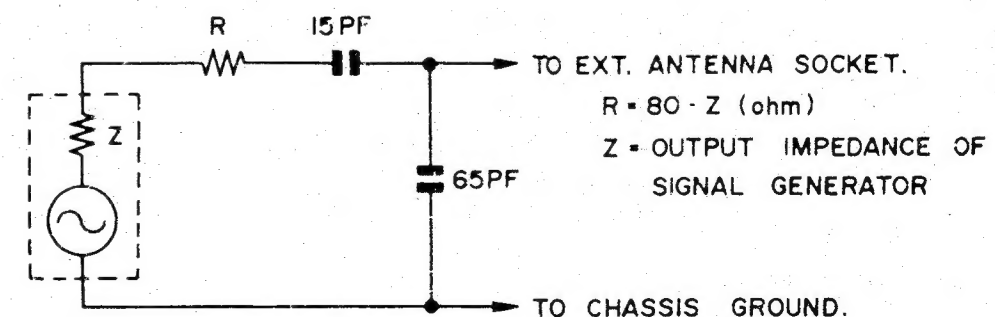 R 15PF
TO EXT. ANTENNA SOCKET.
R = 80 - Z (ohm)
Z
Z = OUTPUT IMPEDANCE OF
65PF
SIGNAL GENERATOR
TO CHASSIS GROUND.